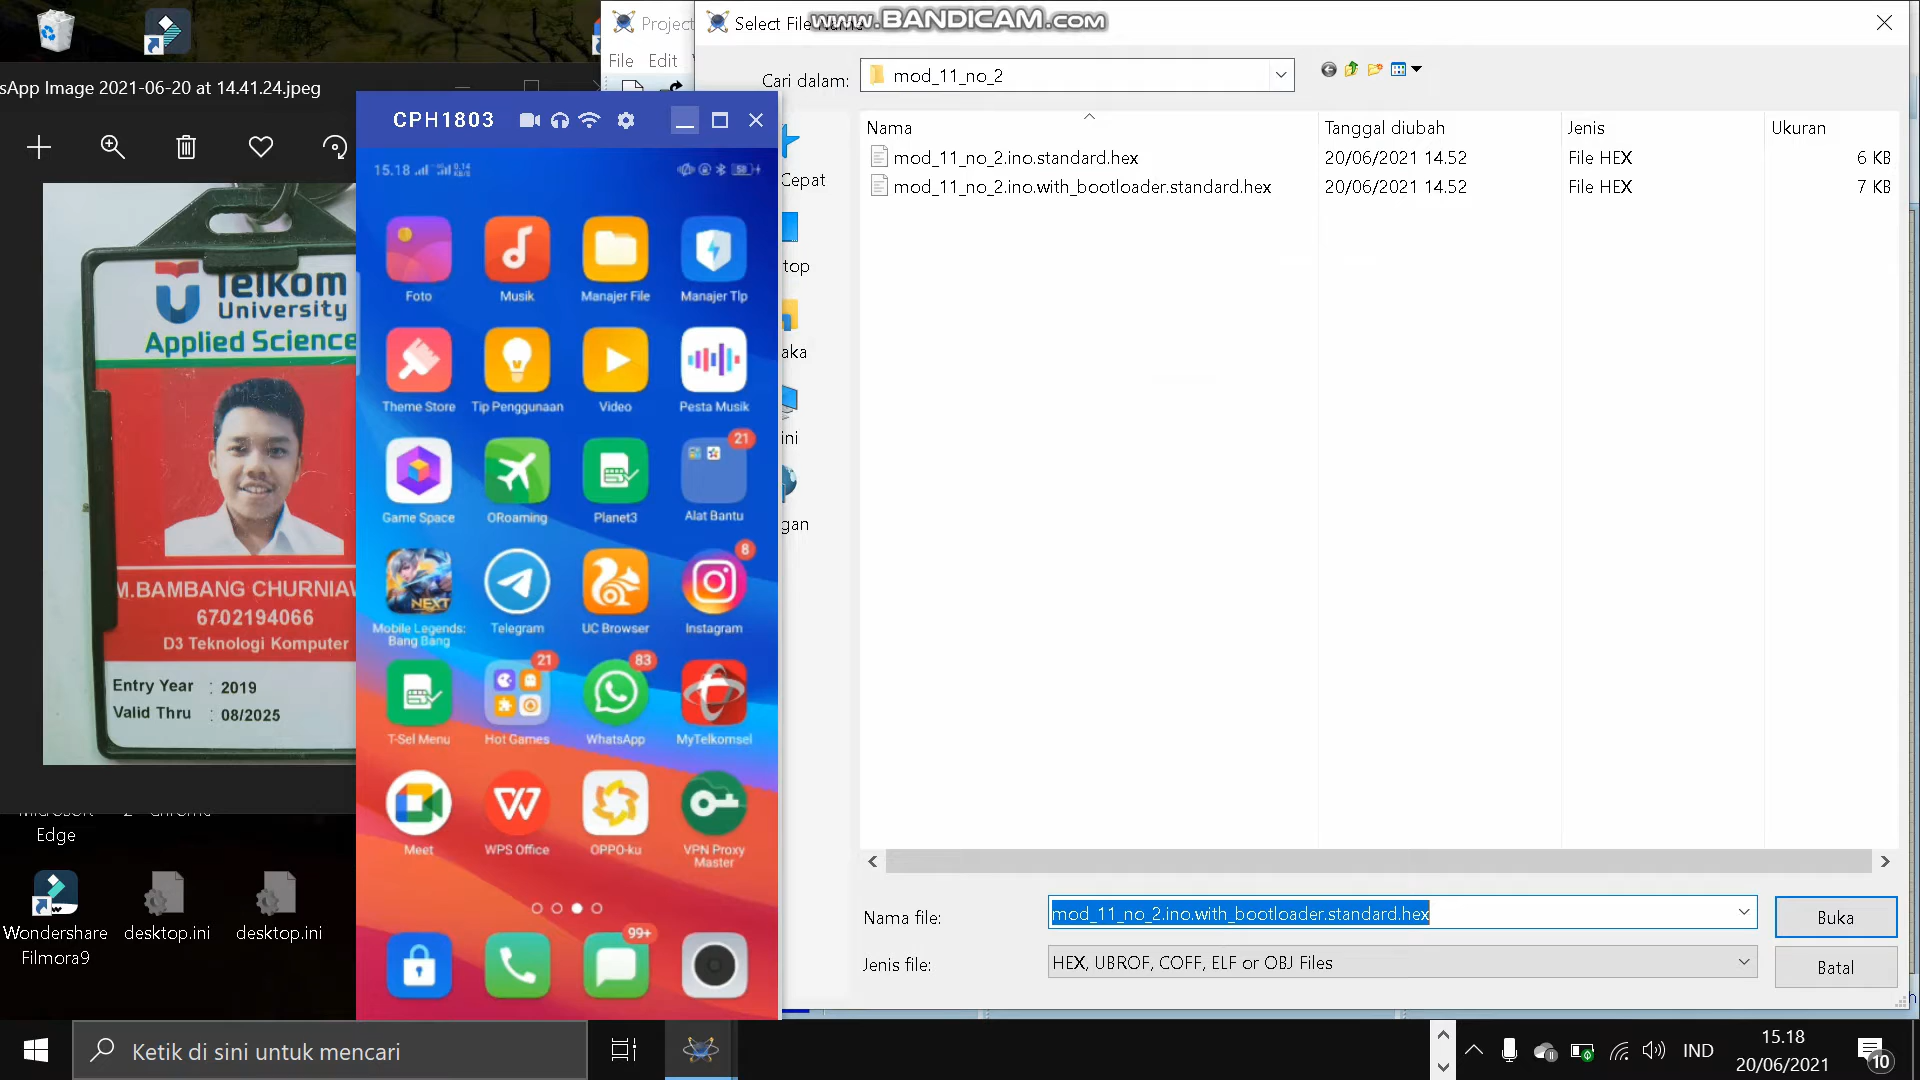 www.BANDICAM.com
Project
Select File Name
File Edit
sApp Image 2021-06-20 at 14.41.24.jpeg
Cari dalam:
mod_11_no_2
Nama
Tanggal diubah
Jenis
Ukuran
mod_11_no_2.ino.standard.hex
20/06/2021 14.52
File HEX
6 KB
mod_11_no_2.ino.with_bootloader.standard.hex
20/06/2021 14.52
File HEX
7 KB
Cepat
top
aka
ini
gan
CPH1803
15.18
0.14
KB/S
58
Foto
Musik
Manajer File
Manajer Tlp
Theme Store
Tip Penggunaan
Video
Pesta Musik
21
Game Space
ORoaming
Planet3
Alat Bantu
8
NEXT
Mobile Legends:
Bang Bang
Telegram
UC Browser
Instagram
21
83
T-Sel Menu
Hot Games
WhatsApp
MyTelkomsel
Meet
WPS Office
OPPO-ku
VPN Proxy
Master
99+
Telkom
University
Applied Science
M.BAMBANG CHURNIAW
6702194066
D3 Teknologi Komputer
Entry Year : 2019
Valid Thru : 08/2025
Edge
Wondershare
Filmora9
desktop.ini
desktop.ini
Nama file:
mod_11_no_2.ino.with_bootloader.standard.hex
Buka
Jenis file:
HEX, UBROF, COFF, ELF or OBJ Files
Batal
Ketik di sini untuk mencari
IND
15.18
20/06/2021
10